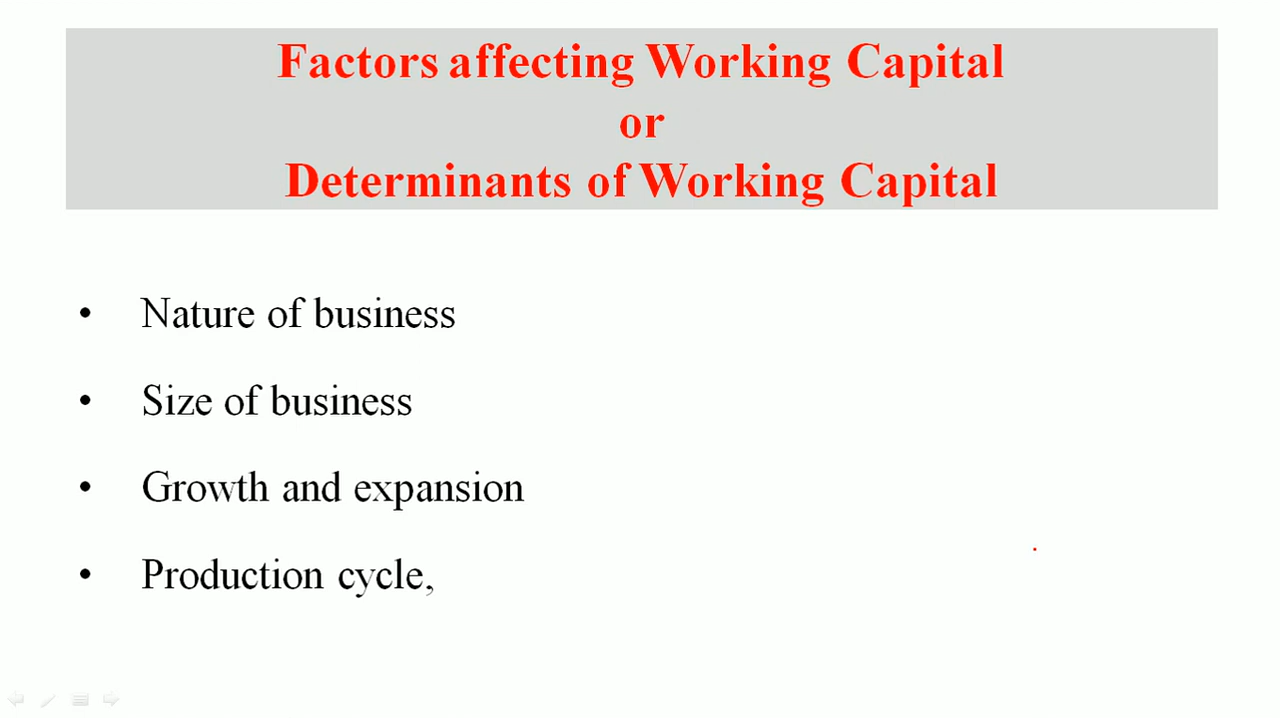 Factors affecting Working Capital
or
Determinants of Working Capital
• Nature of business
• Size of business
• Growth and expansion
• Production cycle,